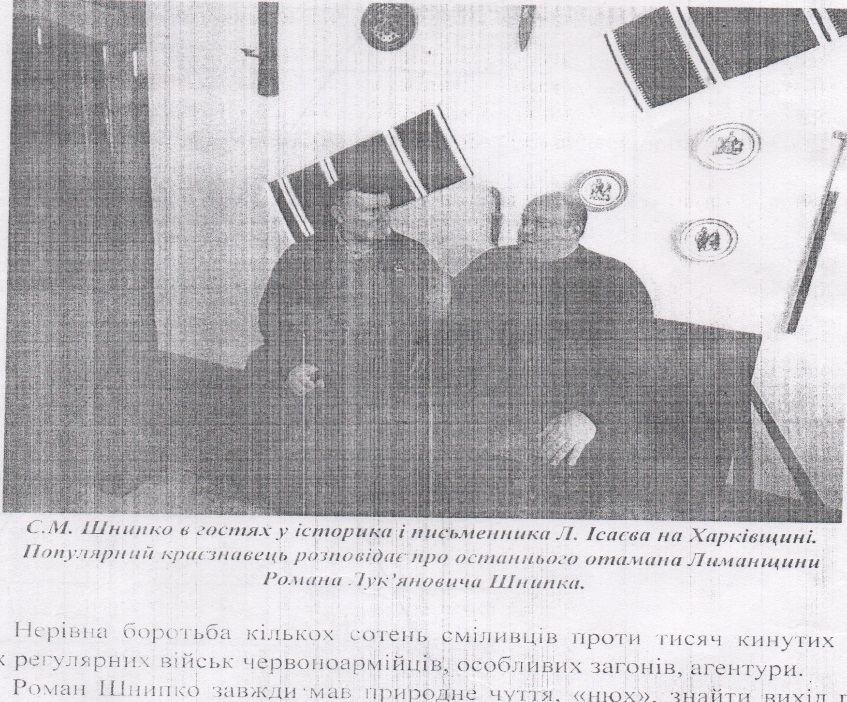 С.М. Шнипко в гостях у історика і письменника Л. Ісаєва на Харківщині.
Популярний краєзнавець розповідає про останнього отамана Лиманщини
Романа Лук’яновича Шнипка.
Нерівна боротьба кількох сотень сміливців проти тисяч кинутих
х регулярних військ червоноармійців, особливих загонів, агентури.
Роман Шнипко завжди мав природне чуття, «нюх», знайти вихід